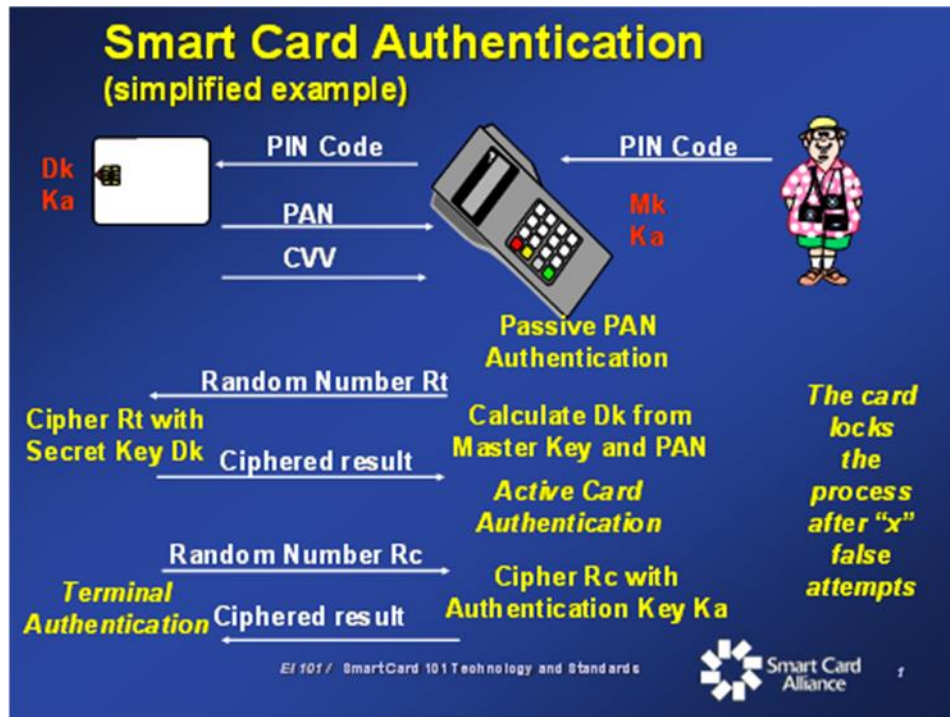 Smart Card Authentication
(simplified example)
PIN Code
PIN Code
Dk
Ka
PAN
CVV
Mk
Ka
Passive PAN
Authentication
Random Number Rt
Cipher Rt with
Secret Key Dk
Calculate Dk from
Master Key and PAN
Ciphered result
Active Card
Authentication
The card
locks
the
process
after “x”
false
attempts
Random Number Rc
Cipher Rc with
Authentication Key Ka
Terminal
Authentication
Ciphered result
EI 101 / SmartCard 101 Technology and Standards
Smart Card
Alliance
1